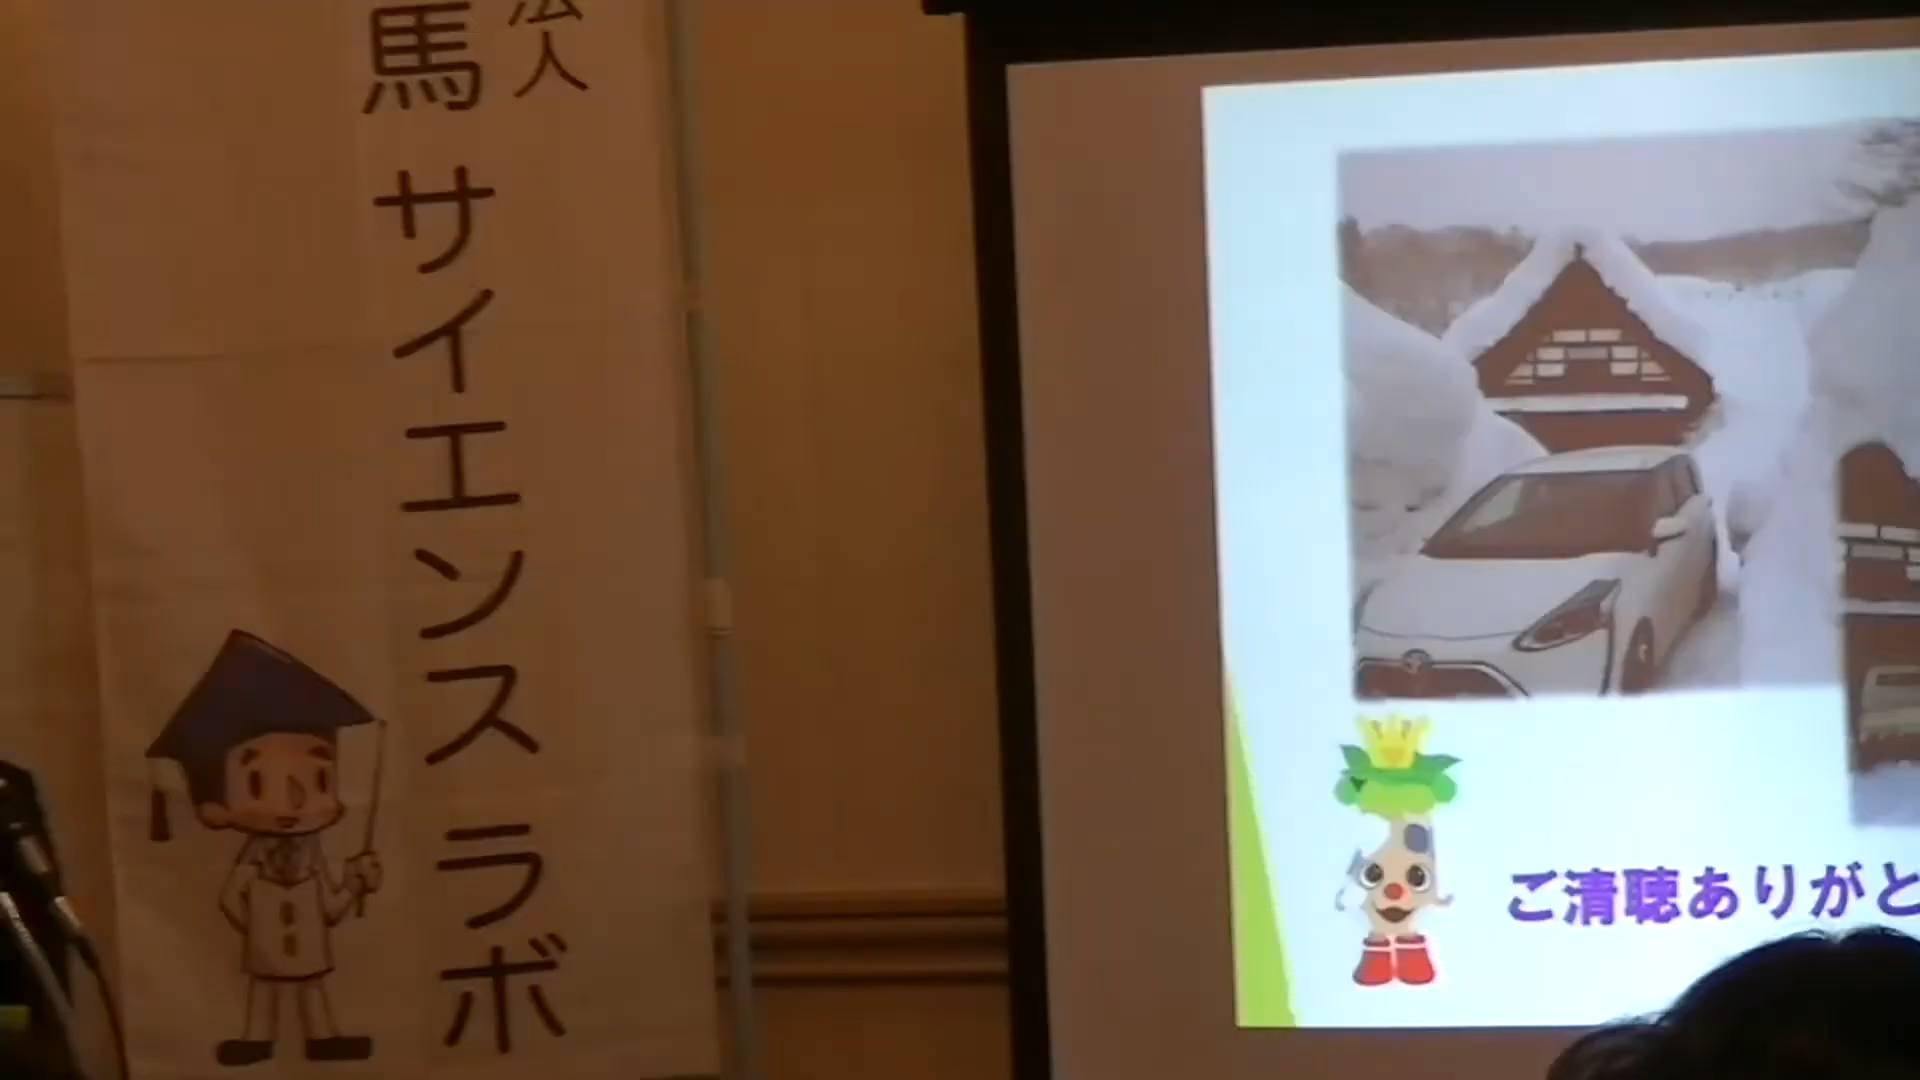 法人
馬サイエンスラボ
ご清聴ありがと